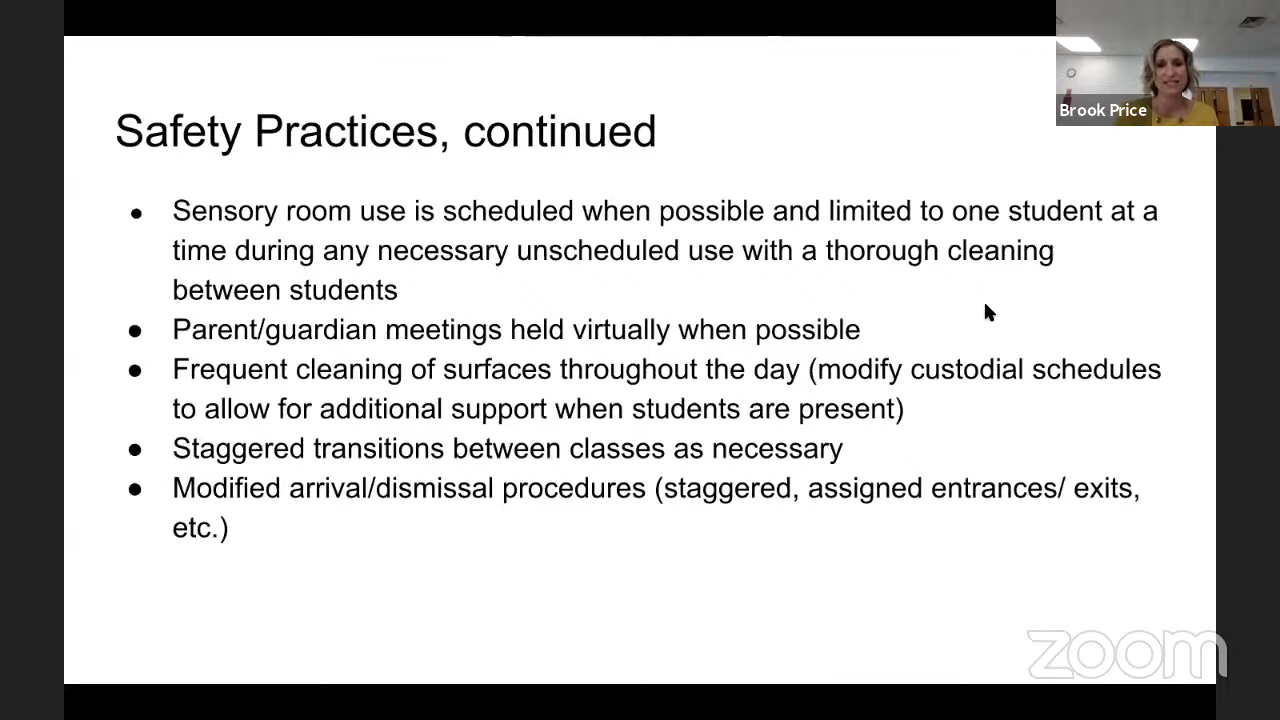 Brook Price
Safety Practices, continued
● Sensory room use is scheduled when possible and limited to one student at a
time during any necessary unscheduled use with a thorough cleaning
between students
● Parent/guardian meetings held virtually when possible
● Frequent cleaning of surfaces throughout the day (modify custodial schedules
to allow for additional support when students are present)
● Staggered transitions between classes as necessary
● Modified arrival/dismissal procedures (staggered, assigned entrances/ exits,
etc.)
zoom